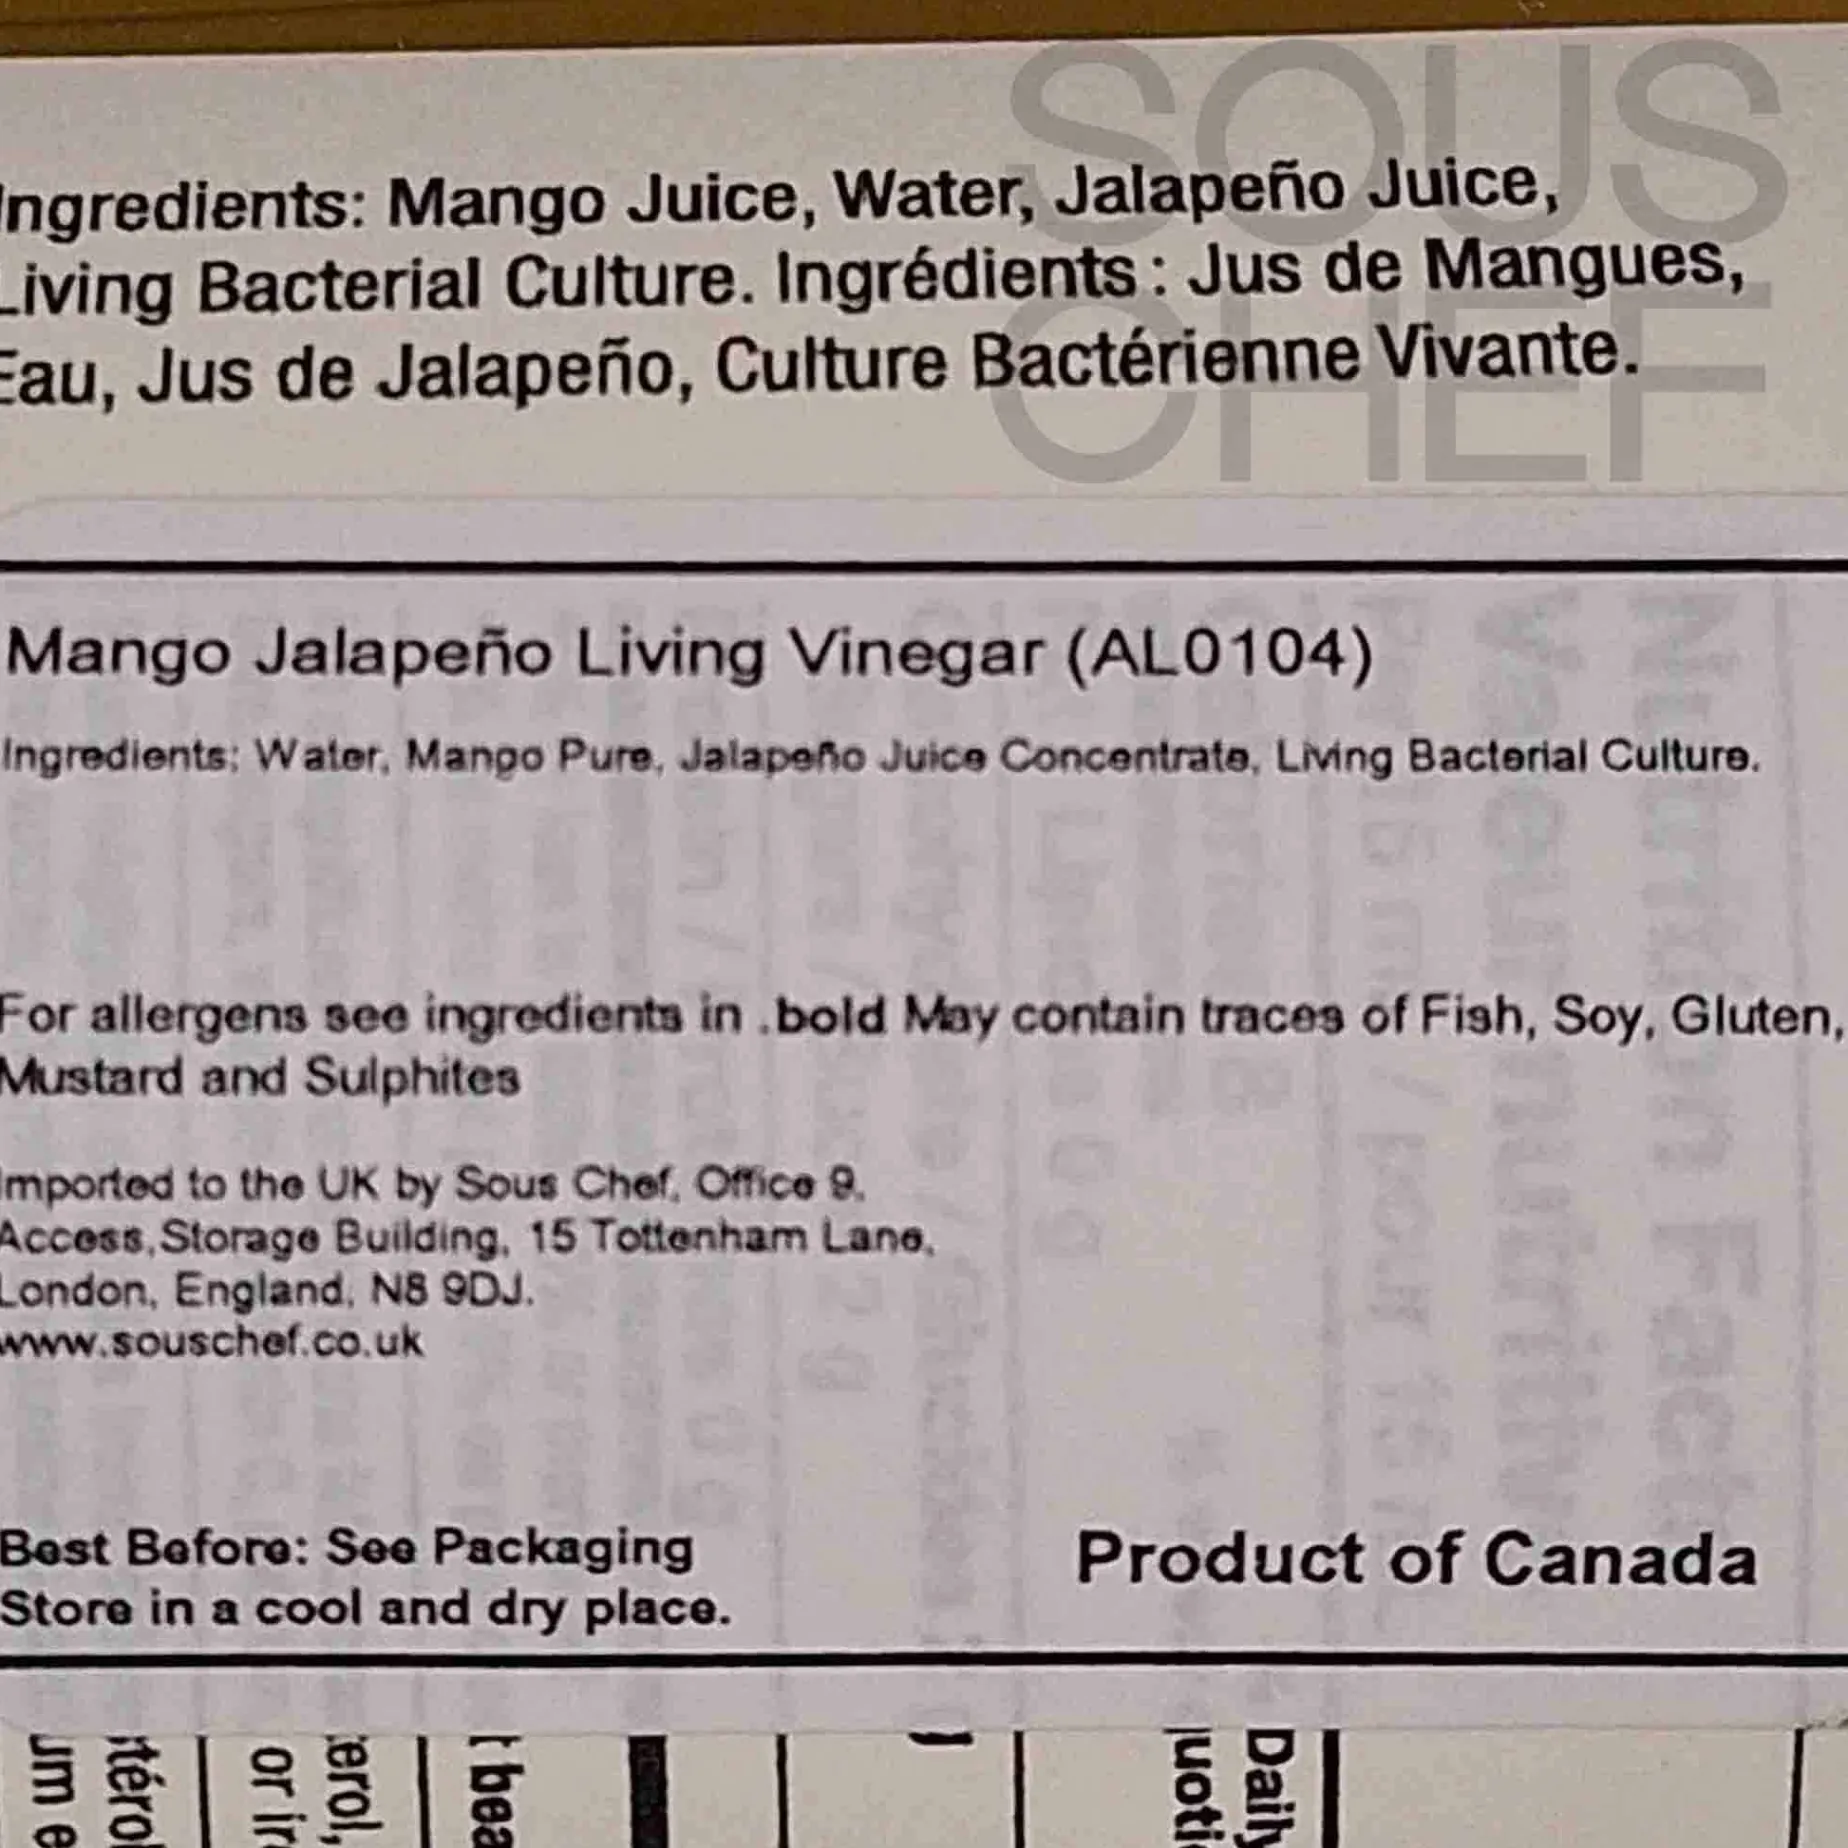 SOUS
CHEF
Ingredients: Mango Juice, Water, Jalapeño Juice,
Living Bacterial Culture. Ingrédients : Jus de Mangues,
Eau, Jus de Jalapeño, Culture Bactérienne Vivante.
Mango Jalapeño Living Vinegar (AL0104)
Ingredients: Water, Mango Pure, Jalapeño Juice Concentrate, Living Bacterial Culture.
For allergens see ingredients in .bold May contain traces of Fish, Soy, Gluten,
Mustard and Sulphites
Imported to the UK by Sous Chef, Office 9,
Access,Storage Building, 15 Tottenham Lane,
London, England, N8 9DJ.
www.souschef.co.uk
Best Before: See Packaging
Store in a cool and dry place.
Product of Canada
Daily